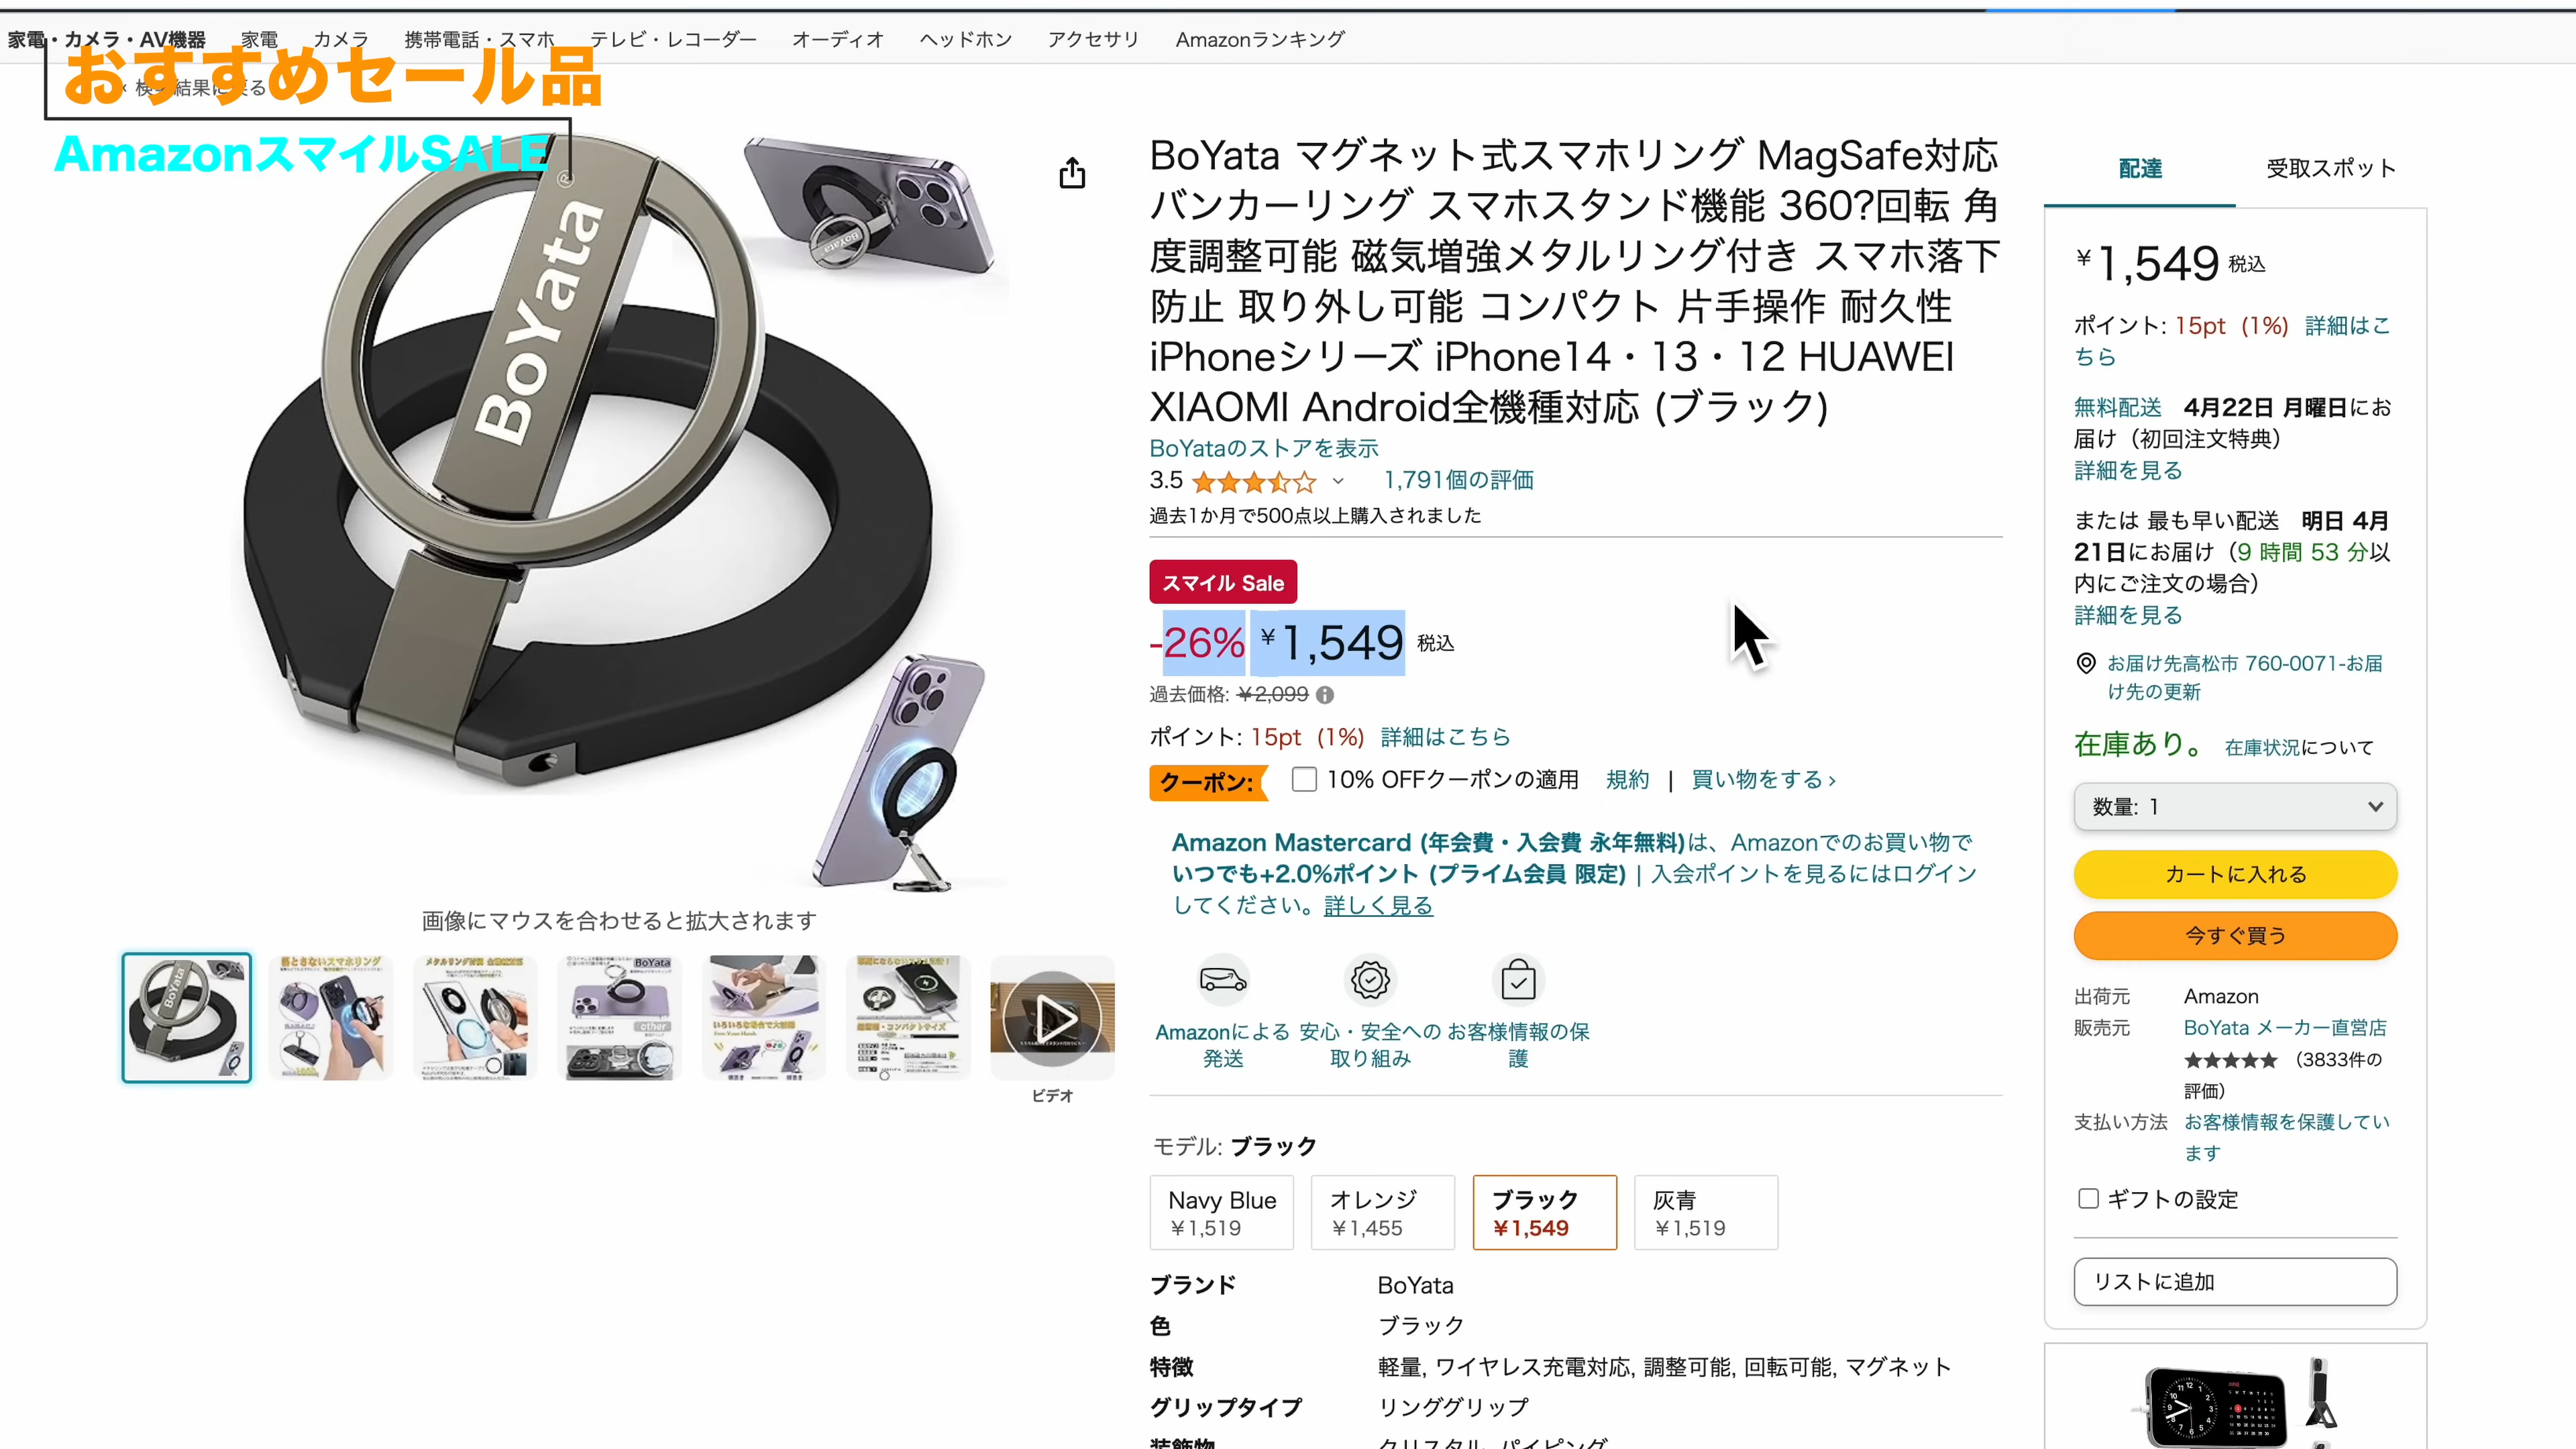 家電・カメラ・AV機器 家電 カメラ 携帯電話・スマホ テレビ・レコーダー オーディオ ヘッドホン アクセサリ Amazonランキング
おすすめセール品
AmazonスマイルSALE
BoYata
BoYata マグネット式スマホリング MagSafe対応
バンカーリング スマホスタンド機能 360?回転 角
度調整可能 磁気増強メタルリング付き スマホ落下
防止 取り外し可能 コンパクト 片手操作 耐久性
iPhoneシリーズ iPhone14・13・12 HUAWEI
XIAOMI Android全機種対応 (ブラック)
BoYataのストアを表示
3.5 1,791個の評価
過去1か月で500点以上購入されました
スマイル Sale
-26% ¥1,549 税込
過去価格: ¥2,099
ポイント: 15pt (1%) 詳細はこちら
クーポン: 10% OFFクーポンの適用 規約 | 買い物をする ›
Amazon Mastercard (年会費・入会費 永年無料)は、Amazonでのお買い物で
いつでも+2.0%ポイント (プライム会員 限定) | 入会ポイントを見るにはログイン
してください。詳しく見る
画像にマウスを合わせると拡大されます
落とさないスマホリング
BoYata
other
ビデオ
Amazonによる
発送
安心・安全への
取り組み
お客様情報の保
護
モデル: ブラック
Navy Blue
¥1,519
オレンジ
¥1,455
ブラック
¥1,549
灰青
¥1,519
ブランド BoYata
色 ブラック
特徴 軽量, ワイヤレス充電対応, 調整可能, 回転可能, マグネット
グリップタイプ リンググリップ
装飾物 クリスタル, パイピング
配達 受取スポット
¥1,549 税込
ポイント: 15pt (1%) 詳細はこ
ちら
無料配送 4月22日 月曜日にお
届け（初回注文特典）
詳細を見る
または 最も早い配送 明日 4月
21日にお届け（9 時間 53 分以
内にご注文の場合）
詳細を見る
お届け先高松市 760-0071-お届
け先の更新
在庫あり。 在庫状況について
数量: 1
カートに入れる
今すぐ買う
出荷元 Amazon
販売元 BoYata メーカー直営店
★★★★★ （3833件の
評価）
支払い方法 お客様情報を保護してい
ます
ギフトの設定
リストに追加